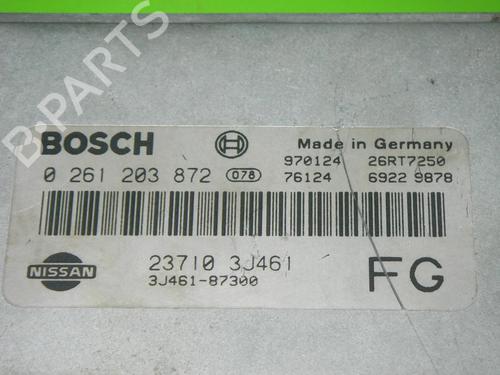 B-PARTS
BOSCH
Made in Germany
0 261 203 872 078
970124 26RT7250
76124 6922 9878
NISSAN
23710 3J461
3J461-87300
FG